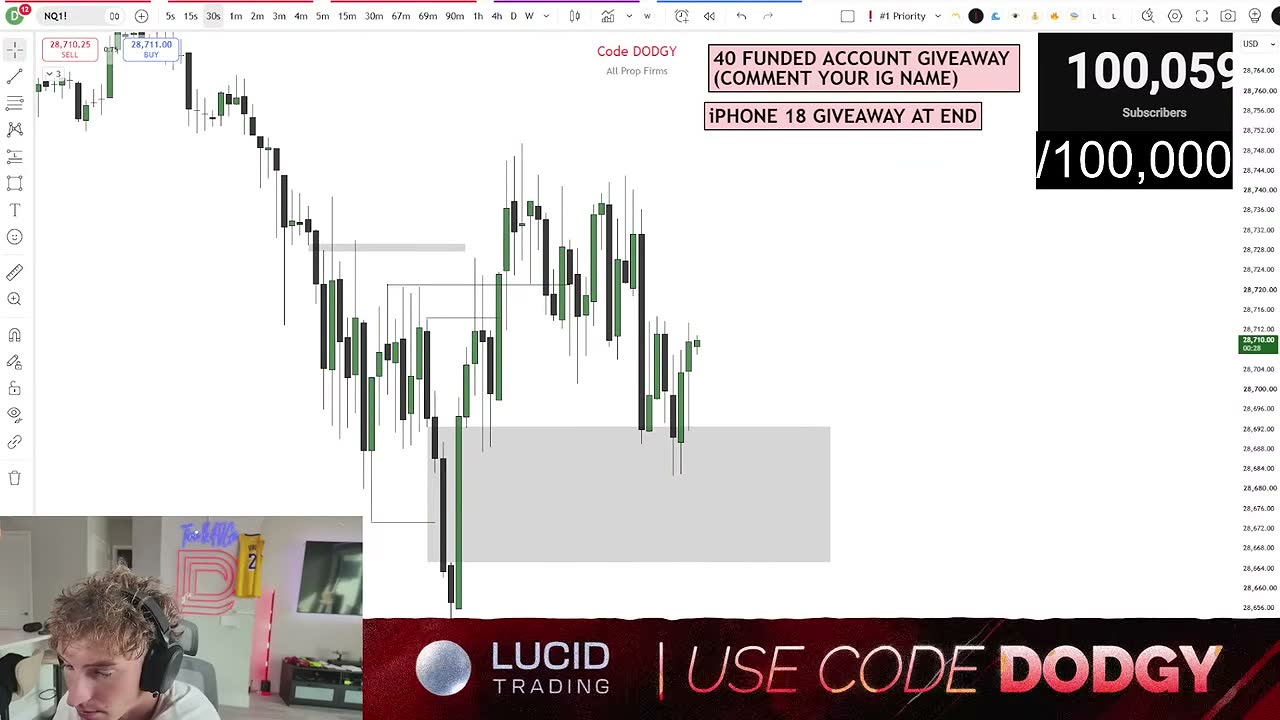 D 12
NQ1!
5s 15s 30s 1m 2m 3m 4m 5m 15m 30m 67m 69m 90m 1h 4h D W
w
#1 Priority
L L
28,710.25
SELL
0.75
28,711.00
BUY
3
Code DODGY
All Prop Firms
40 FUNDED ACCOUNT GIVEAWAY
(COMMENT YOUR IG NAME)
iPHONE 18 GIVEAWAY AT END
100,059
Subscribers
/100,000
USD
28,764.00
28,760.00
28,756.00
28,752.00
28,748.00
28,744.00
28,740.00
28,736.00
28,732.00
28,728.00
28,724.00
28,720.00
28,716.00
28,712.00
28,710.00
00:28
28,704.00
28,700.00
28,696.00
28,692.00
28,688.00
28,684.00
28,680.00
28,676.00
28,672.00
28,668.00
28,664.00
28,660.00
28,656.00
D
2
LUCID
TRADING
USE CODE DODGY